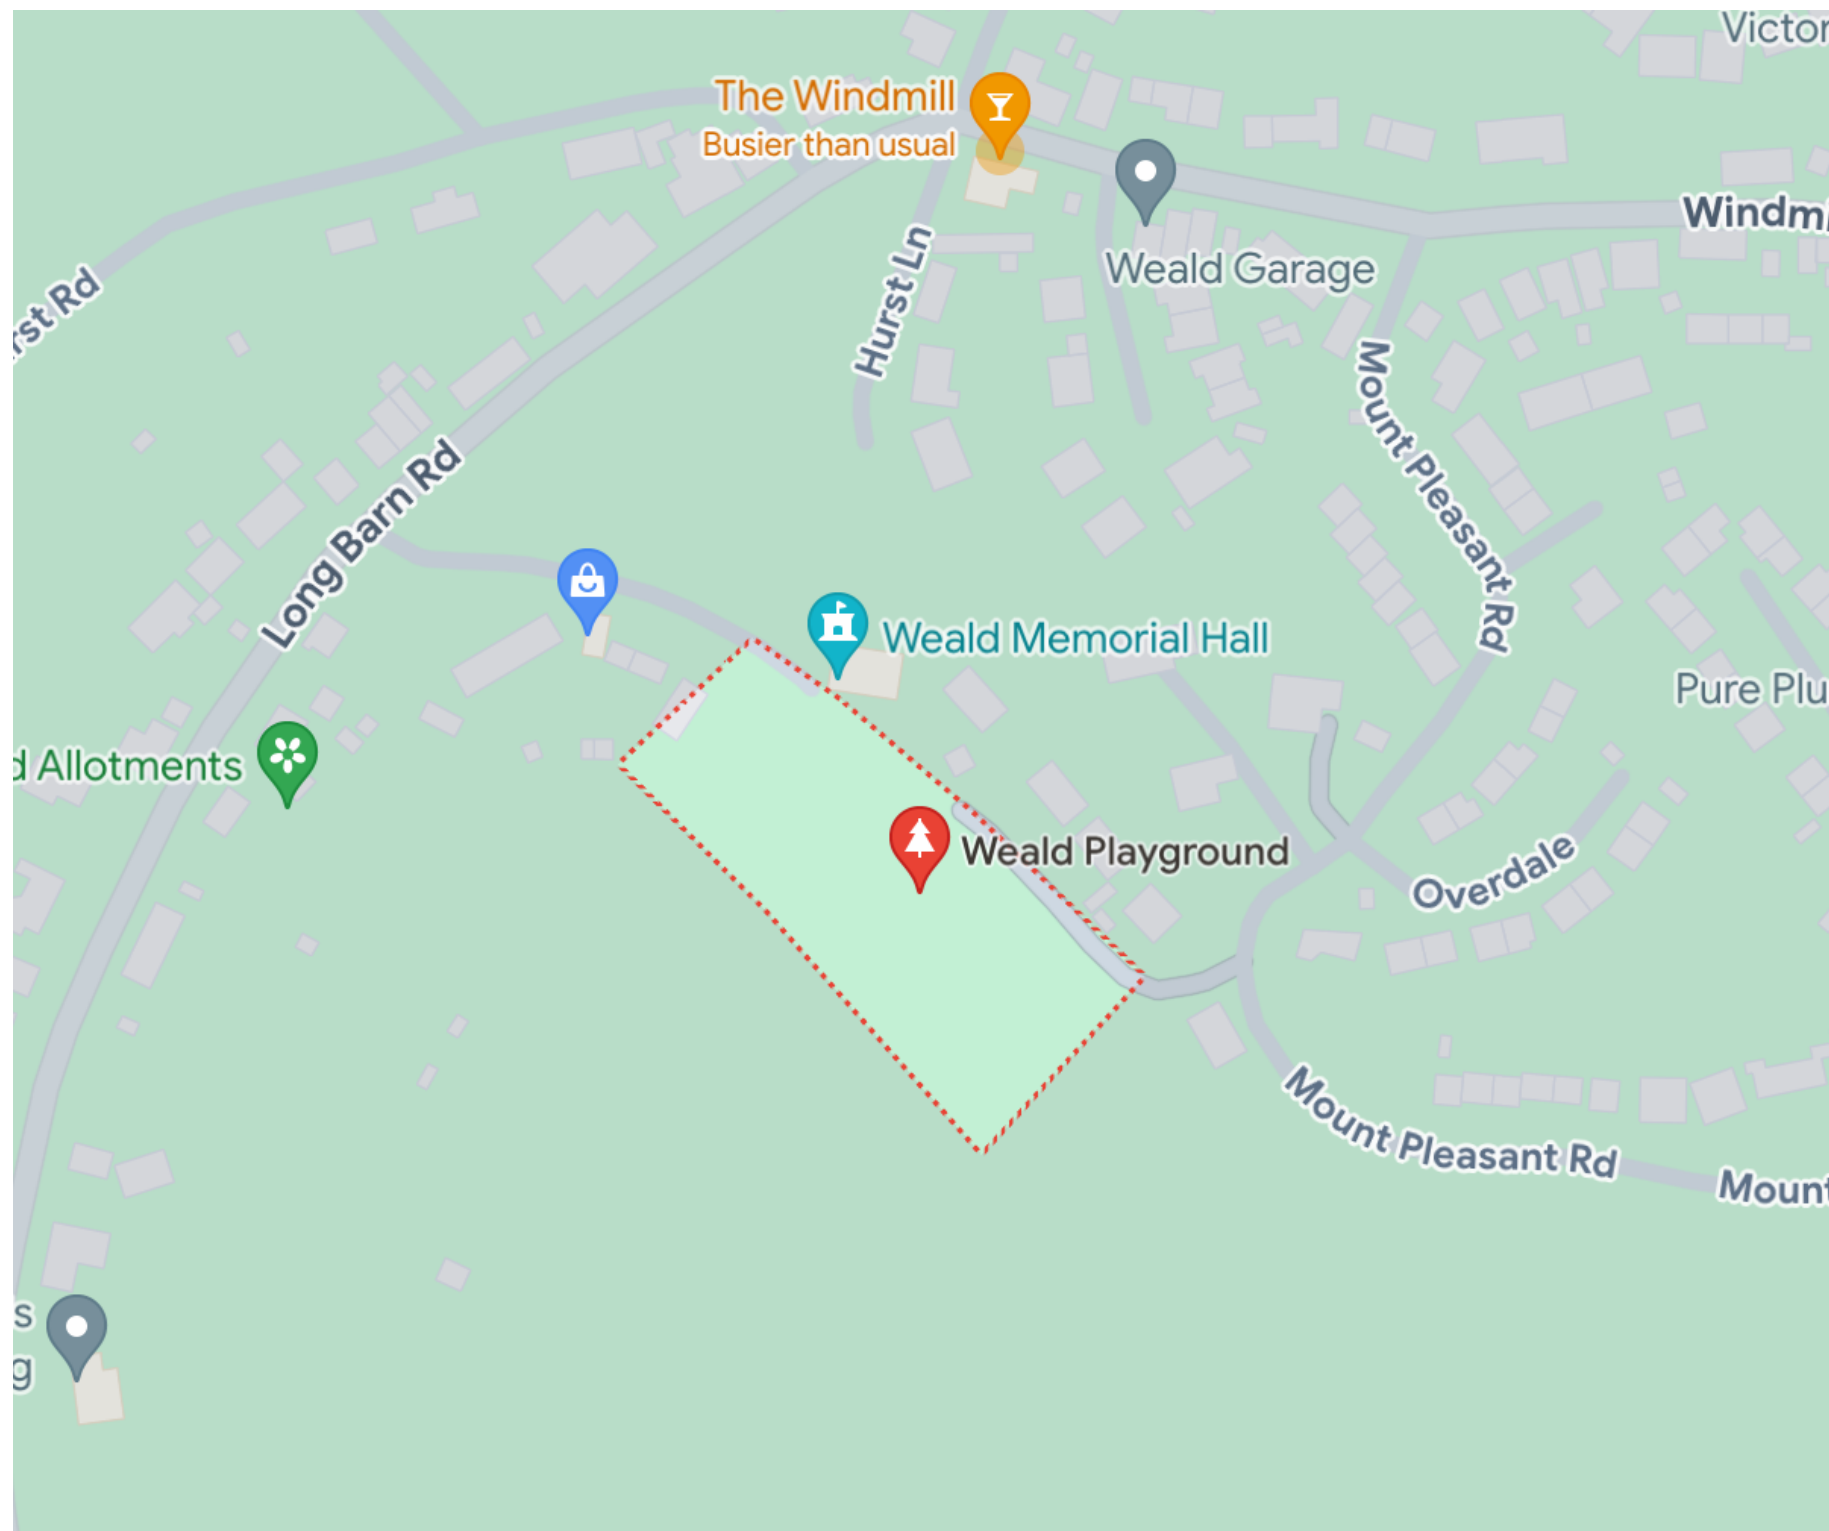 Victor
The Windmill
Busier than usual
Windmi
Weald Garage
Hurst Ln
rst Rd
Mount Pleasant Rd
Long Barn Rd
Weald Memorial Hall
Pure Plu
d Allotments
Weald Playground
Overdale
Mount Pleasant Rd
Mount
s
g